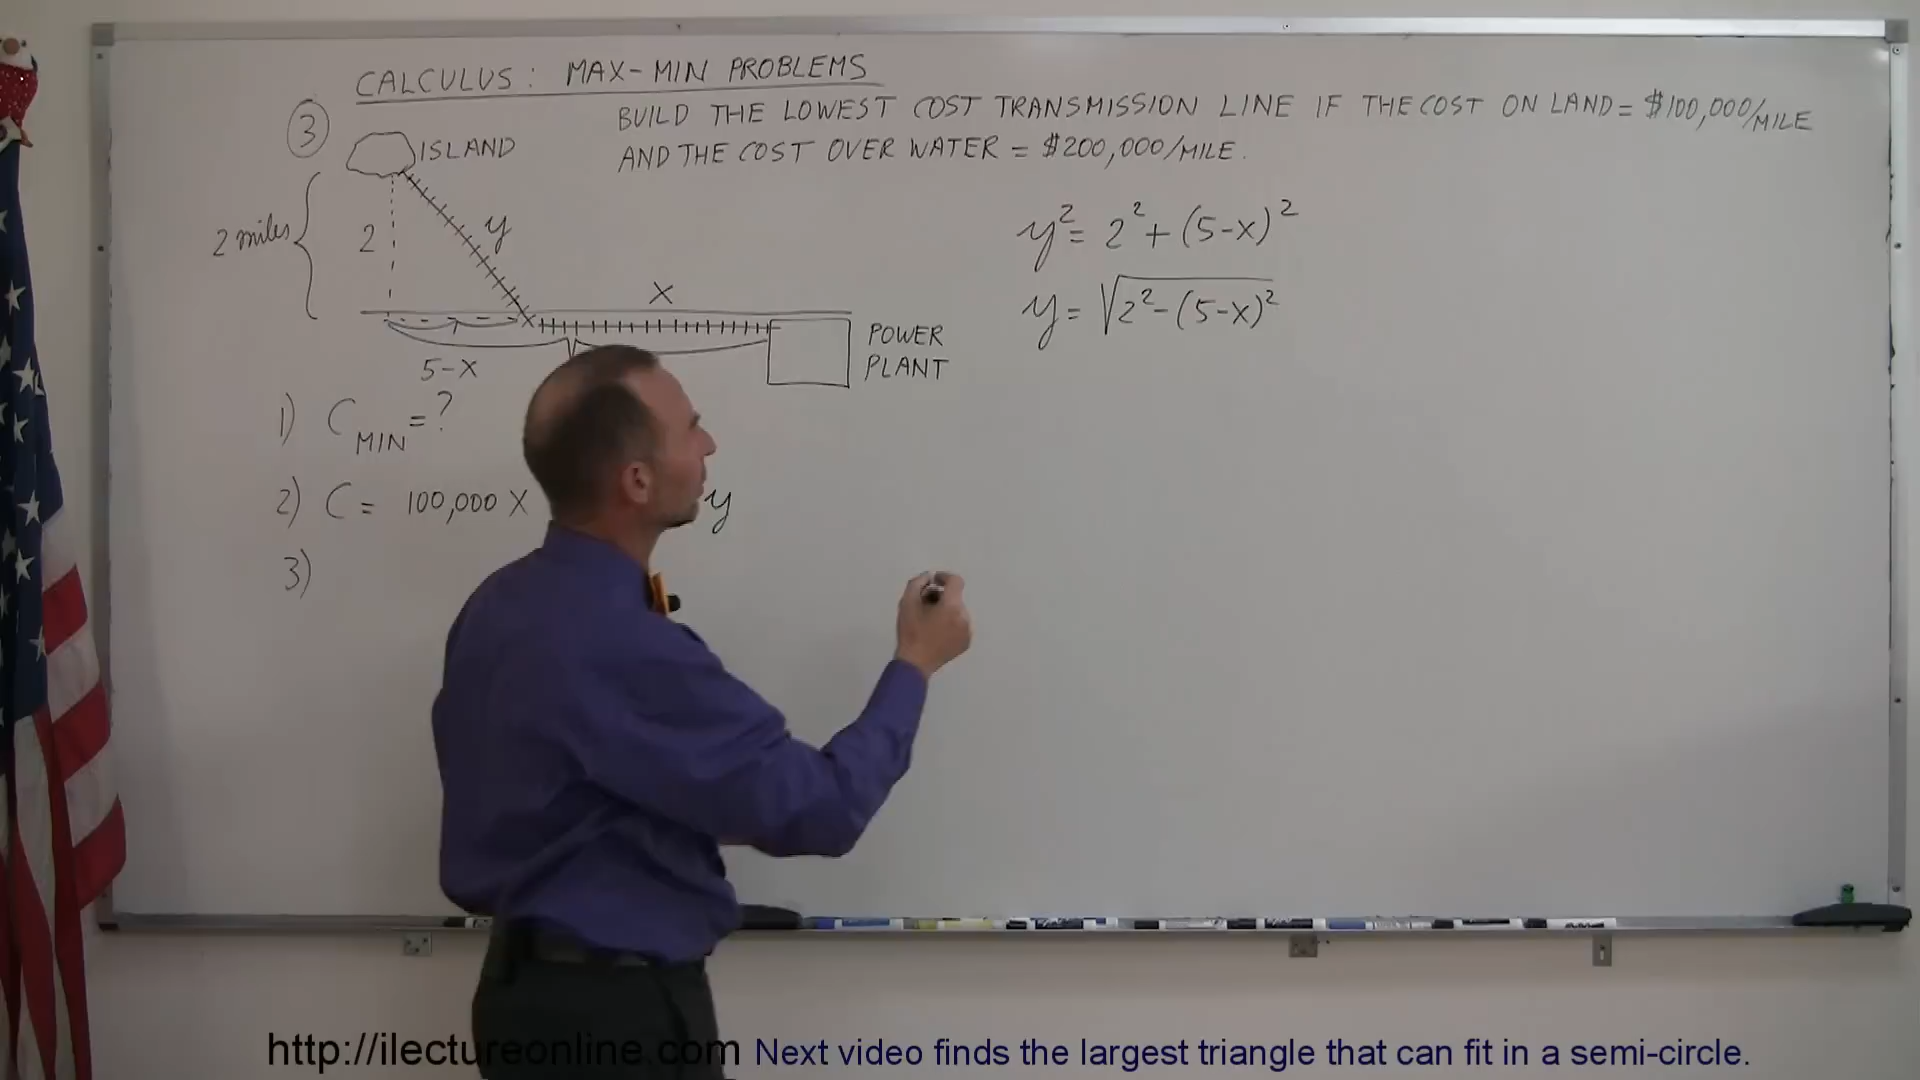 CALCULUS: MAX-MIN PROBLEMS
③ BUILD THE LOWEST COST TRANSMISSION LINE IF THE COST ON LAND = $100,000/MILE
AND THE COST OVER WATER = $200,000/MILE.
ISLAND
2 miles
2
y
x
5-x
POWER
PLANT
y² = 2² + (5-x)²
y = √2² - (5-x)²
1) C MIN = ?
2) C = 100,000 x y
3)
http://ilectureonline.com Next video finds the largest triangle that can fit in a semi-circle.